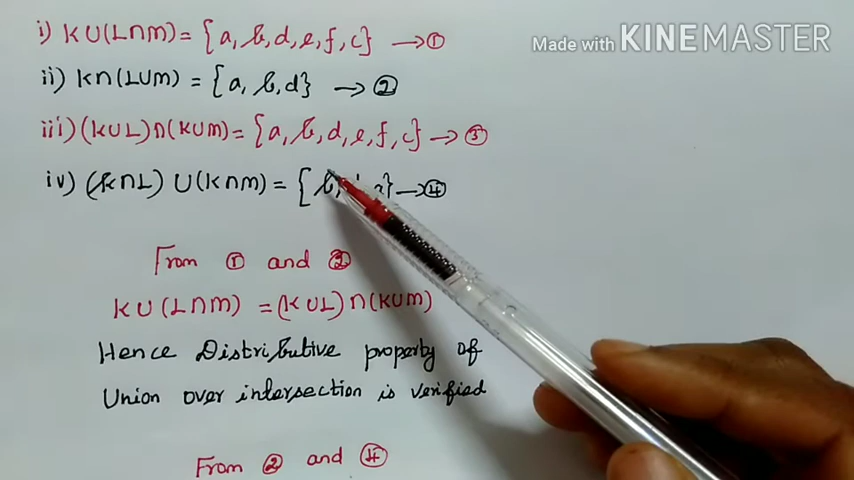 i) K∪(L∩M) = {a, b, d, e, f, c} → ①
Made with KINEMASTER
ii) K∩(L∪M) = {a, b, d} → ②
iii) (K∪L)∩(K∪M) = {a, b, d, e, f, c} → ③
iv) (K∩L) ∪ (K∩M) = {b, d, a} → ④
From ① and ③
K∪(L∩M) = (K∪L)∩(K∪M)
Hence Distributive property of
Union over intersection is verified
From ② and ④